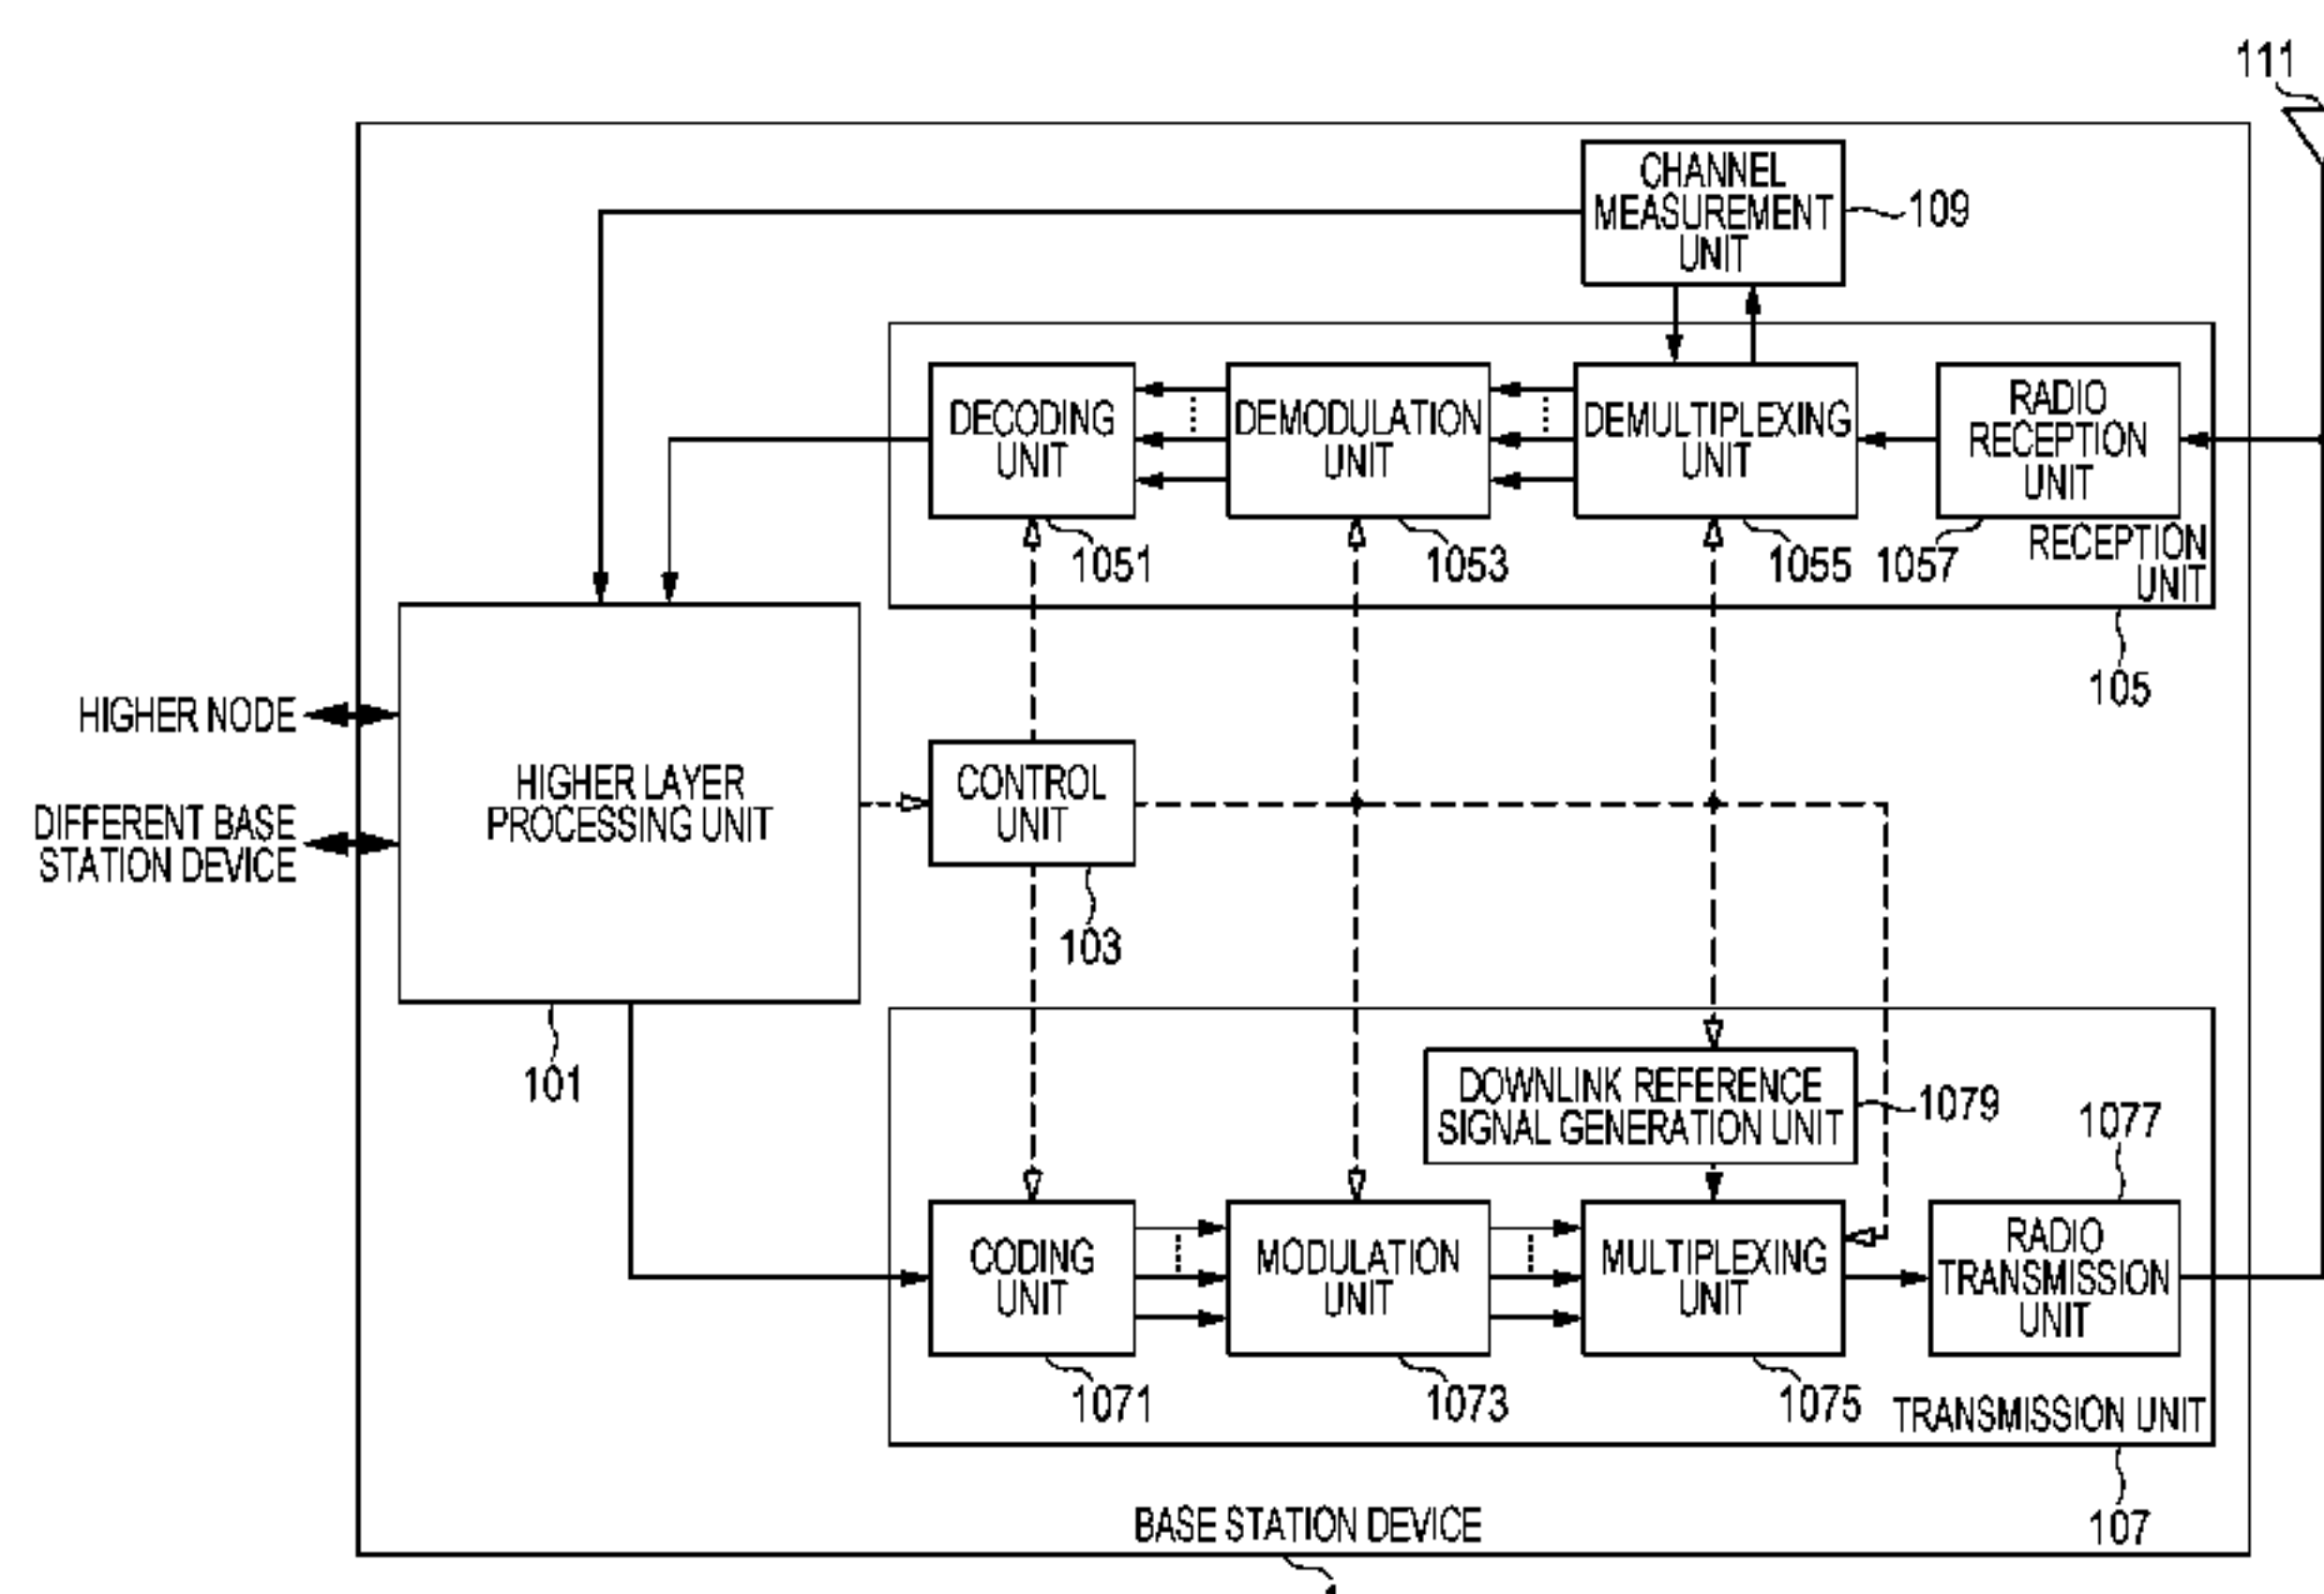 111
CHANNEL
MEASUREMENT
UNIT
109
DECODING
UNIT
DEMODULATION
UNIT
DEMULTIPLEXING
UNIT
RADIO
RECEPTION
UNIT
1051
1053
1055
1057
RECEPTION
UNIT
105
HIGHER NODE
DIFFERENT BASE
STATION DEVICE
HIGHER LAYER
PROCESSING UNIT
101
CONTROL
UNIT
103
DOWNLINK REFERENCE
SIGNAL GENERATION UNIT
1079
1077
CODING
UNIT
MODULATION
UNIT
MULTIPLEXING
UNIT
RADIO
TRANSMISSION
UNIT
1071
1073
1075
TRANSMISSION UNIT
107
BASE STATION DEVICE